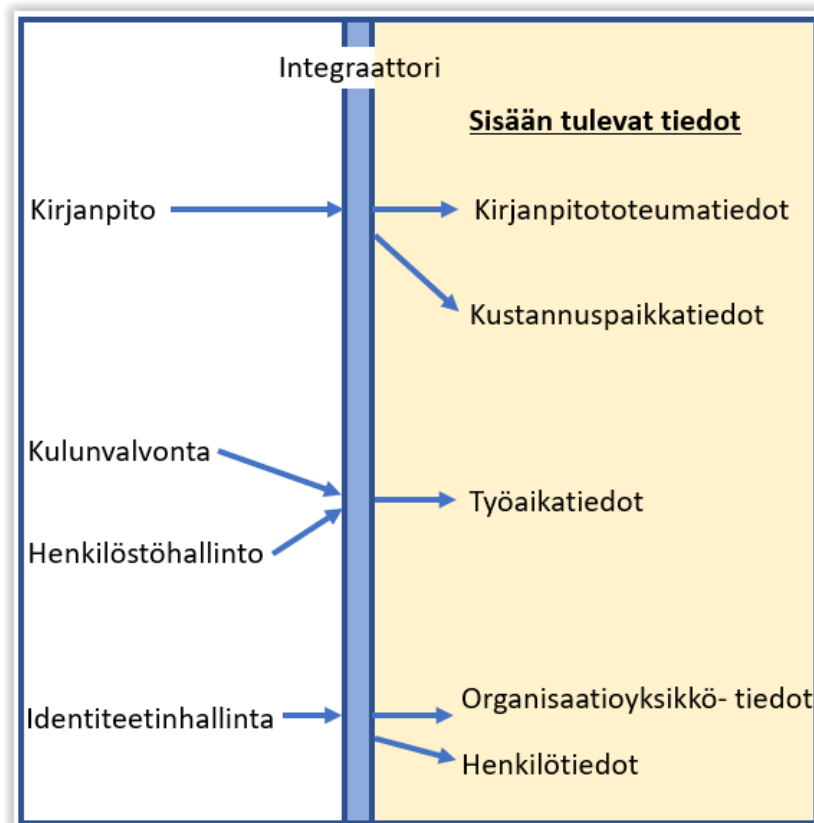 Integraattori
Sisään tulevat tiedot
Kirjanpito
Kirjanpitototeumatiedot
Kustannuspaikkatiedot
Kulunvalvonta
Työaikatiedot
Henkilöstöhallinto
Organisaatioyksikkö- tiedot
Identiteetinhallinta
Henkilötiedot